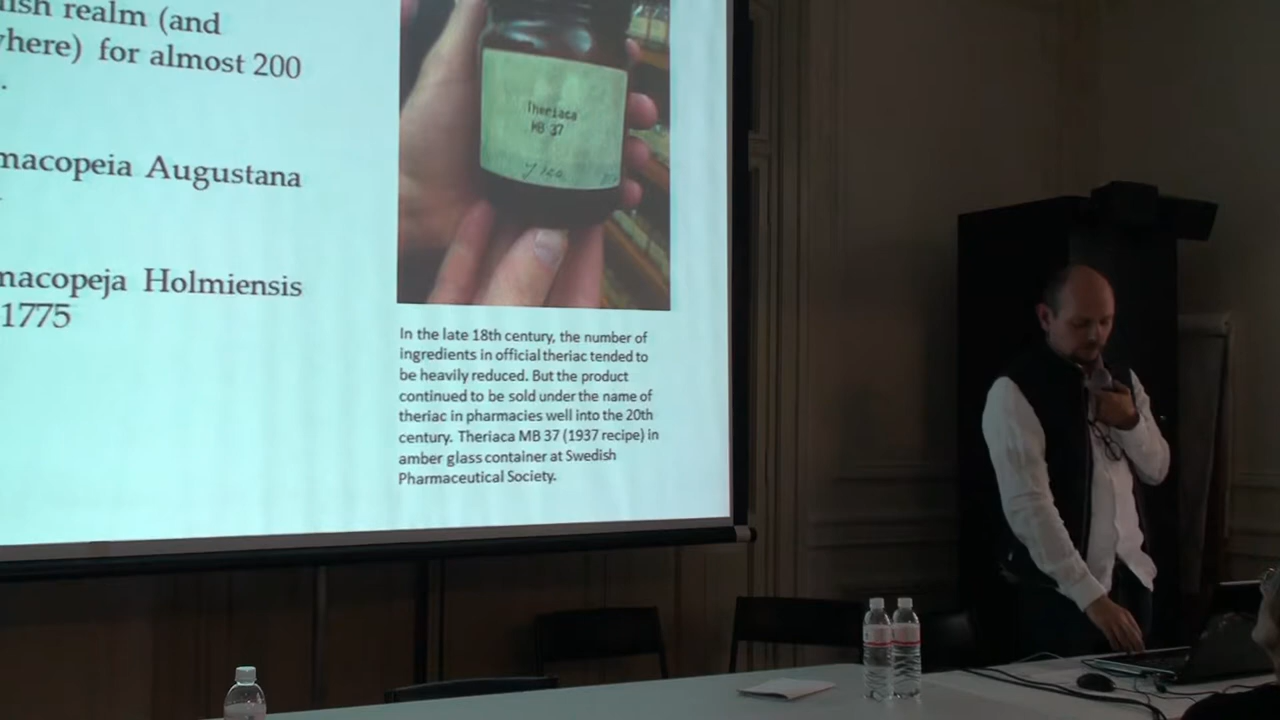 realm (and
for almost 200
.
macopeia Augustana
macopeja Holmiensis
1775
Theriaca
MB 37
In the late 18th century, the number of
ingredients in official theriac tended to
be heavily reduced. But the product
continued to be sold under the name of
theriac in pharmacies well into the 20th
century. Theriaca MB 37 (1937 recipe) in
amber glass container at Swedish
Pharmaceutical Society.